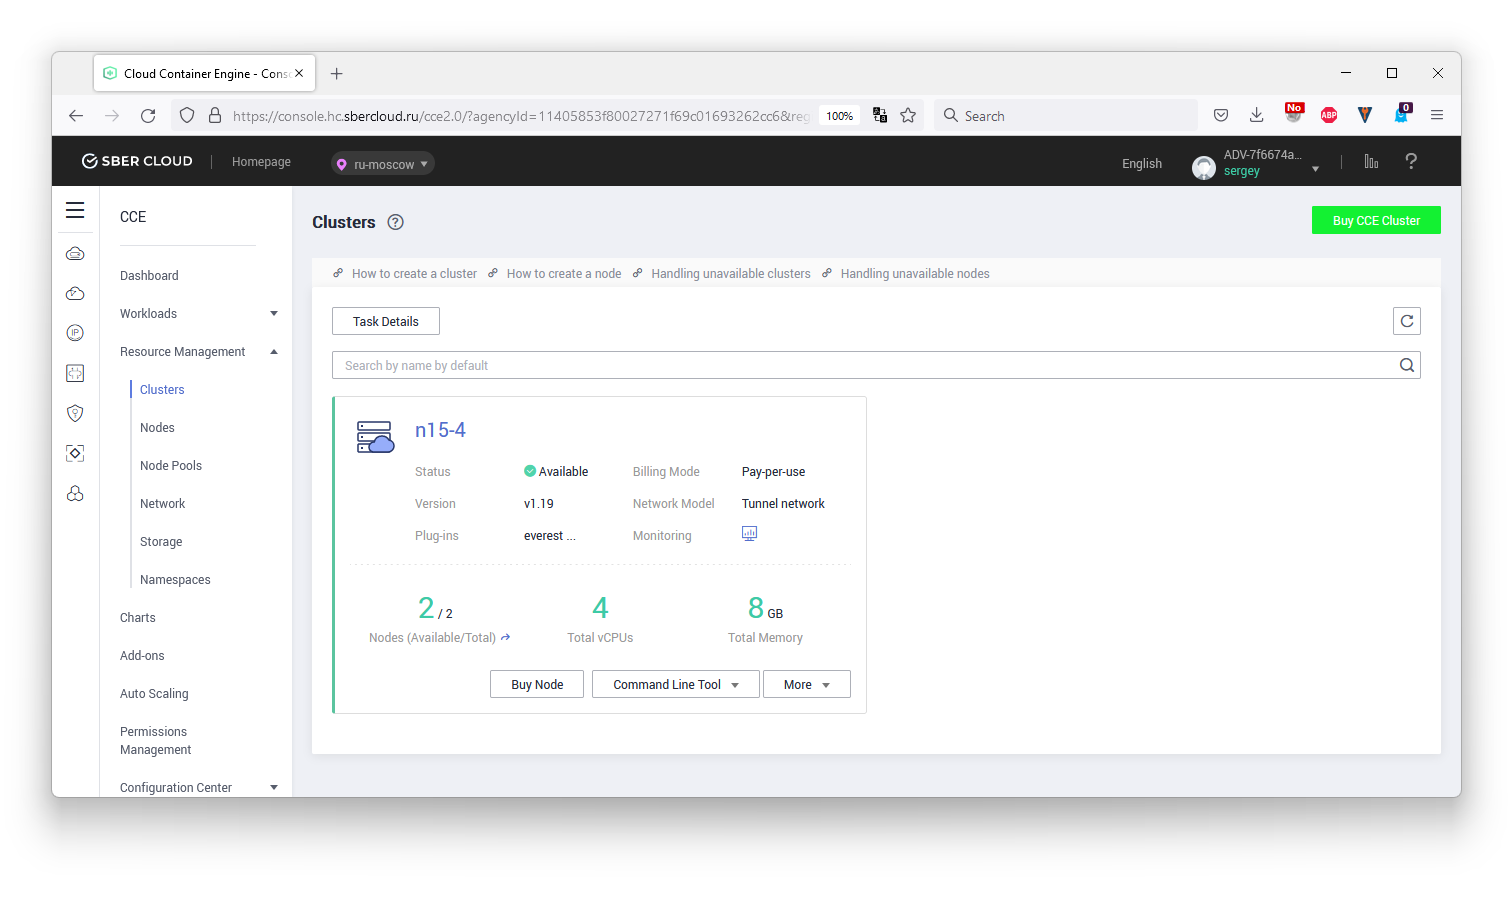 Cloud Container Engine - Cons
https://console.hc.sbercloud.ru/cce2.0/?agencyId=11405853f80027271f69c01693262cc6&reg
100%
Search
No
ABP
0
SBER CLOUD
Homepage
ru-moscow
English
ADV-7f6674a...
sergey
?
CCE
Dashboard
Workloads
Resource Management
Clusters
Nodes
Node Pools
Network
Storage
Namespaces
Charts
Add-ons
Auto Scaling
Permissions
Management
Configuration Center
IP
Clusters ?
Buy CCE Cluster
How to create a cluster How to create a node Handling unavailable clusters Handling unavailable nodes
Task Details
Search by name by default
n15-4
Status Available Billing Mode Pay-per-use
Version v1.19 Network Model Tunnel network
Plug-ins everest ... Monitoring
2 / 2 4 8 GB
Nodes (Available/Total) Total vCPUs Total Memory
Buy Node Command Line Tool More